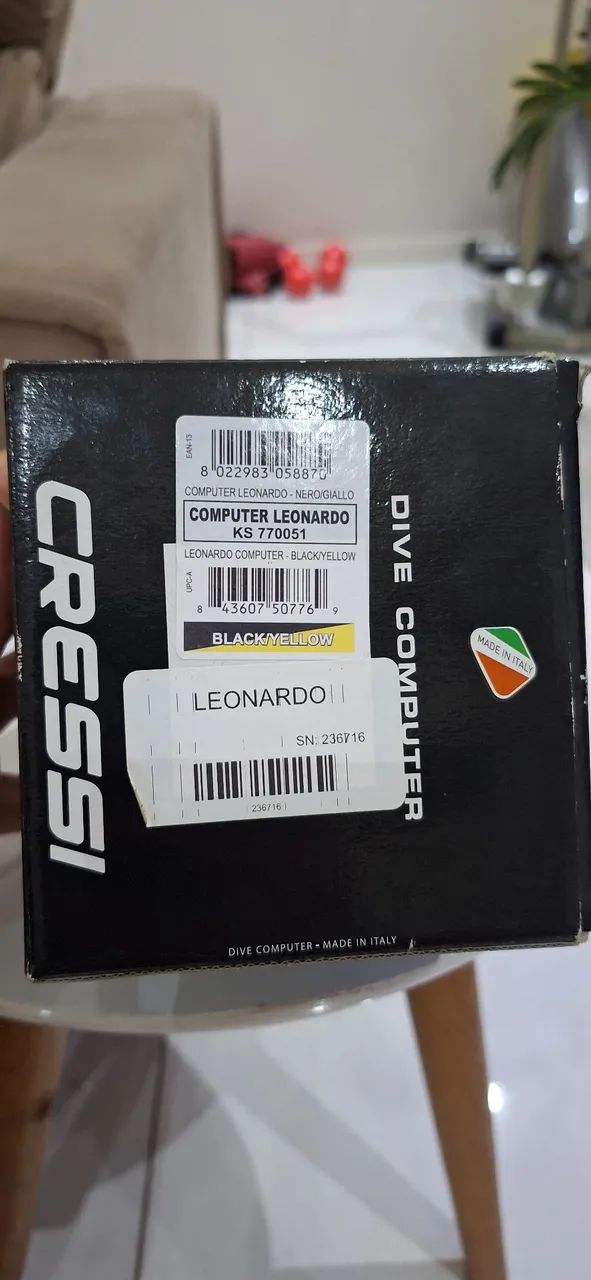 CRESSI
EAN-13
8 022983 058870
COMPUTER LEONARDO - NERO/GIALLO
COMPUTER LEONARDO
KS 770051
LEONARDO COMPUTER - BLACK/YELLOW
UPC-A
8 43607 50776 9
BLACK/YELLOW
LEONARDO
SN: 236716
236716
DIVE COMPUTER
MADE IN ITALY
DIVE COMPUTER • MADE IN ITALY